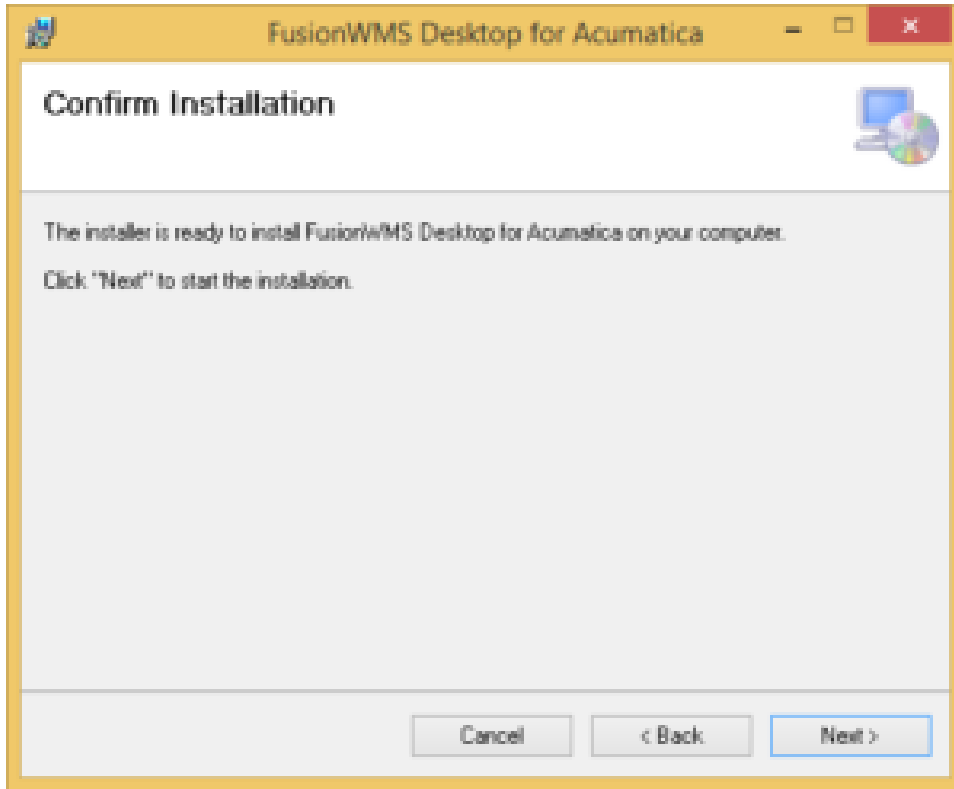 FusionWMS Desktop for Acumatica
Confirm Installation
The installer is ready to install FusionWMS Desktop for Acumatica on your computer.
Click "Next" to start the installation.
Cancel
< Back
Next >